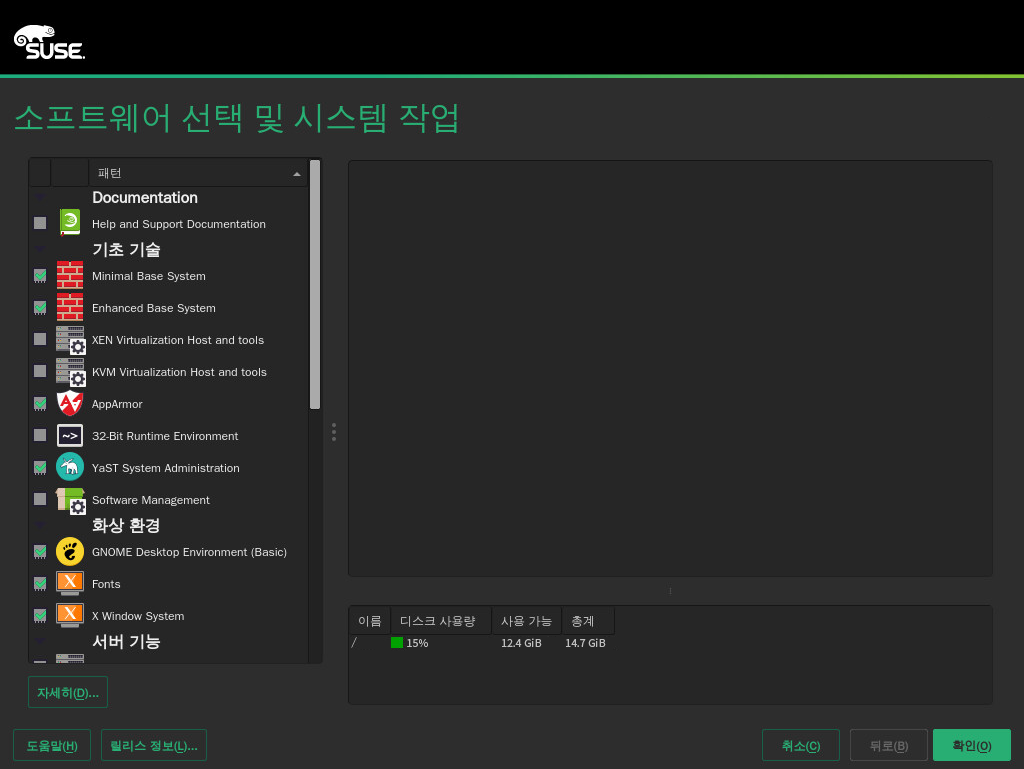 SUSE
소프트웨어 선택 및 시스템 작업
패턴
Documentation
Help and Support Documentation
기초 기술
Minimal Base System
Enhanced Base System
XEN Virtualization Host and tools
KVM Virtualization Host and tools
AppArmor
~> 32-Bit Runtime Environment
YaST System Administration
Software Management
화상 환경
GNOME Desktop Environment (Basic)
X Fonts
X X Window System
서버 기능
이름 디스크 사용량 사용 가능 총계
/ 15% 12.4 GiB 14.7 GiB
자세히(D)...
도움말(H) 릴리스 정보(L)... 취소(C) 뒤로(B) 확인(O)